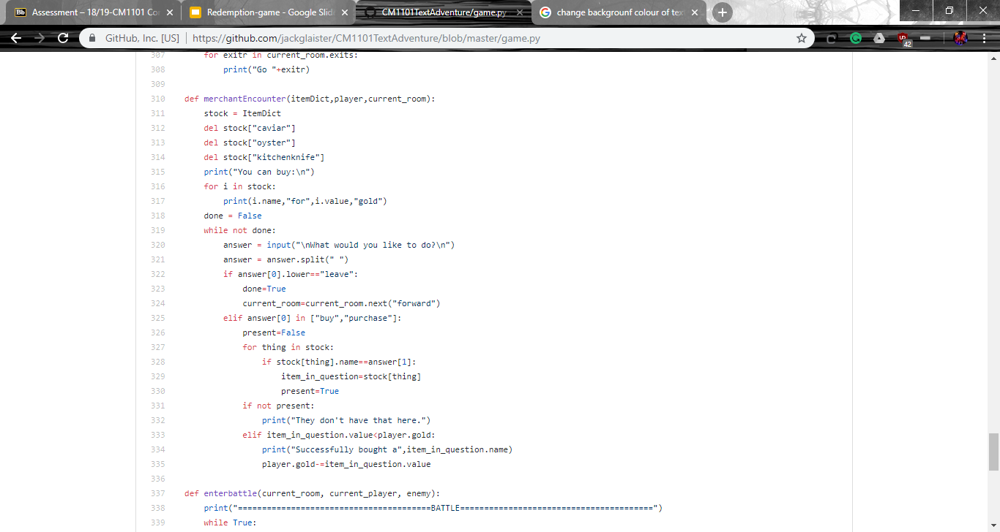 Assessment – 18/19-CM1101 Co
Redemption-game - Google Slid
CM1101TextAdventure/game.py
change backgrounf colour of tex
GitHub, Inc. [US] | https://github.com/jackglaister/CM1101TextAdventure/blob/master/game.py
42
307 for exitr in current_room.exits:
308 print("Go "+exitr)
309
310 def merchantEncounter(itemDict,player,current_room):
311 stock = ItemDict
312 del stock["caviar"]
313 del stock["oyster"]
314 del stock["kitchenknife"]
315 print("You can buy:\n")
316 for i in stock:
317 print(i.name,"for",i.value,"gold")
318 done = False
319 while not done:
320 answer = input("\nWhat would you like to do?\n")
321 answer = answer.split(" ")
322 if answer[0].lower=="leave":
323 done=True
324 current_room=current_room.next("forward")
325 elif answer[0] in ["buy","purchase"]:
326 present=False
327 for thing in stock:
328 if stock[thing].name==answer[1]:
329 item_in_question=stock[thing]
330 present=True
331 if not present:
332 print("They don't have that here.")
333 elif item_in_question.value<player.gold:
334 print("Successfully bought a",item_in_question.name)
335 player.gold-=item_in_question.value
336
337 def enterbattle(current_room, current_player, enemy):
338 print("========================================BATTLE========================================")
339 while True: